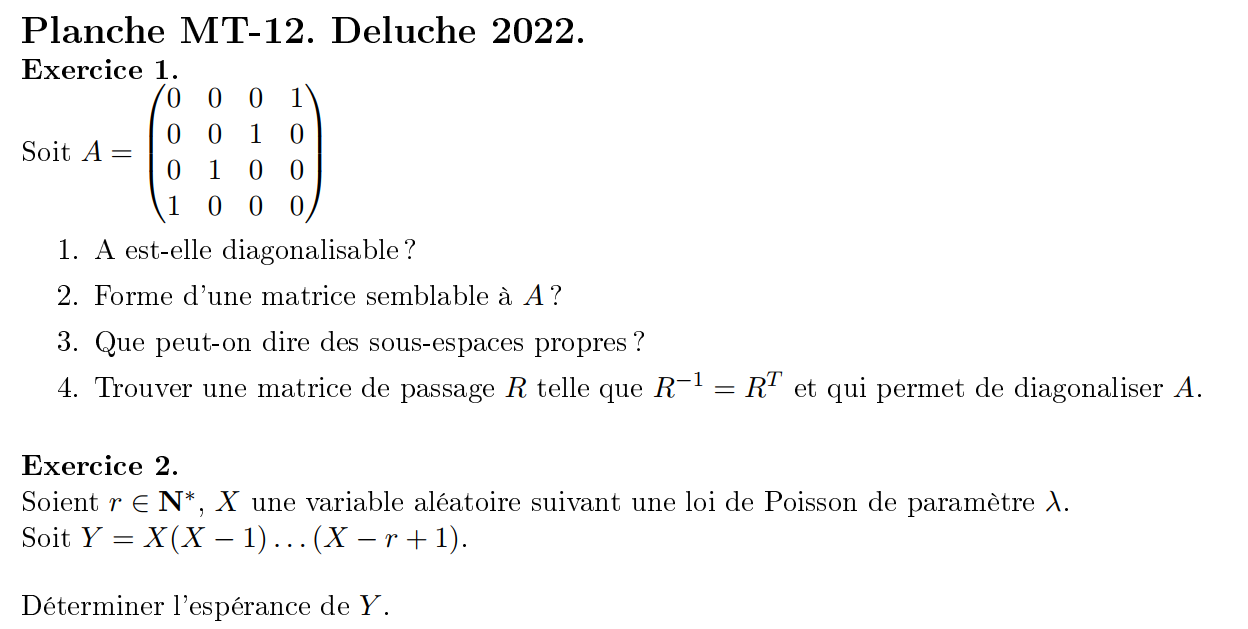 Planche MT-12. Deluche 2022.
Exercice 1.
Soit A = \begin{pmatrix} 0 & 0 & 0 & 1 \\ 0 & 0 & 1 & 0 \\ 0 & 1 & 0 & 0 \\ 1 & 0 & 0 & 0 \end{pmatrix}
1. A est-elle diagonalisable ?
2. Forme d'une matrice semblable à A ?
3. Que peut-on dire des sous-espaces propres ?
4. Trouver une matrice de passage R telle que R^{-1} = R^T et qui permet de diagonaliser A.
Exercice 2.
Soient r ∈ N*, X une variable aléatoire suivant une loi de Poisson de paramètre λ.
Soit Y = X(X − 1) . . . (X − r + 1).
Déterminer l'espérance de Y.